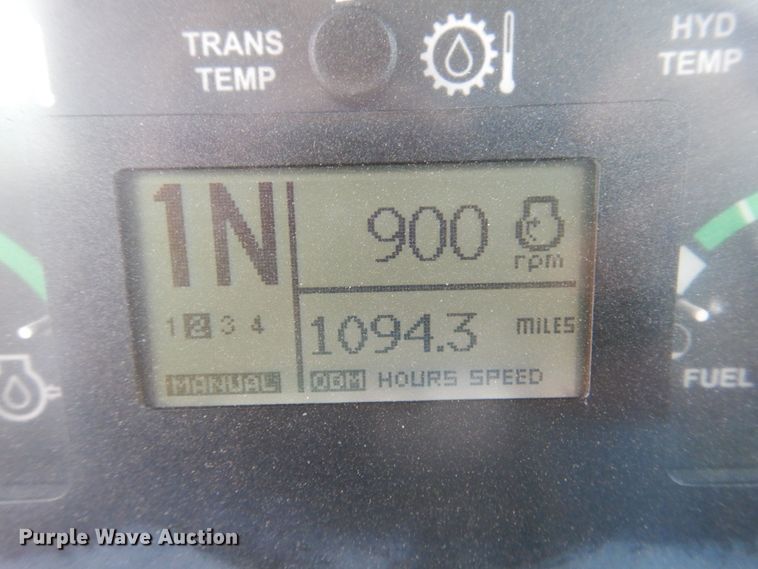 TRANS
TEMP
HYD
TEMP
1N
900
rpm
1 2 3 4
1094.3 MILES
MANUAL
ODM HOURS SPEED
FUEL
Purple Wave Auction